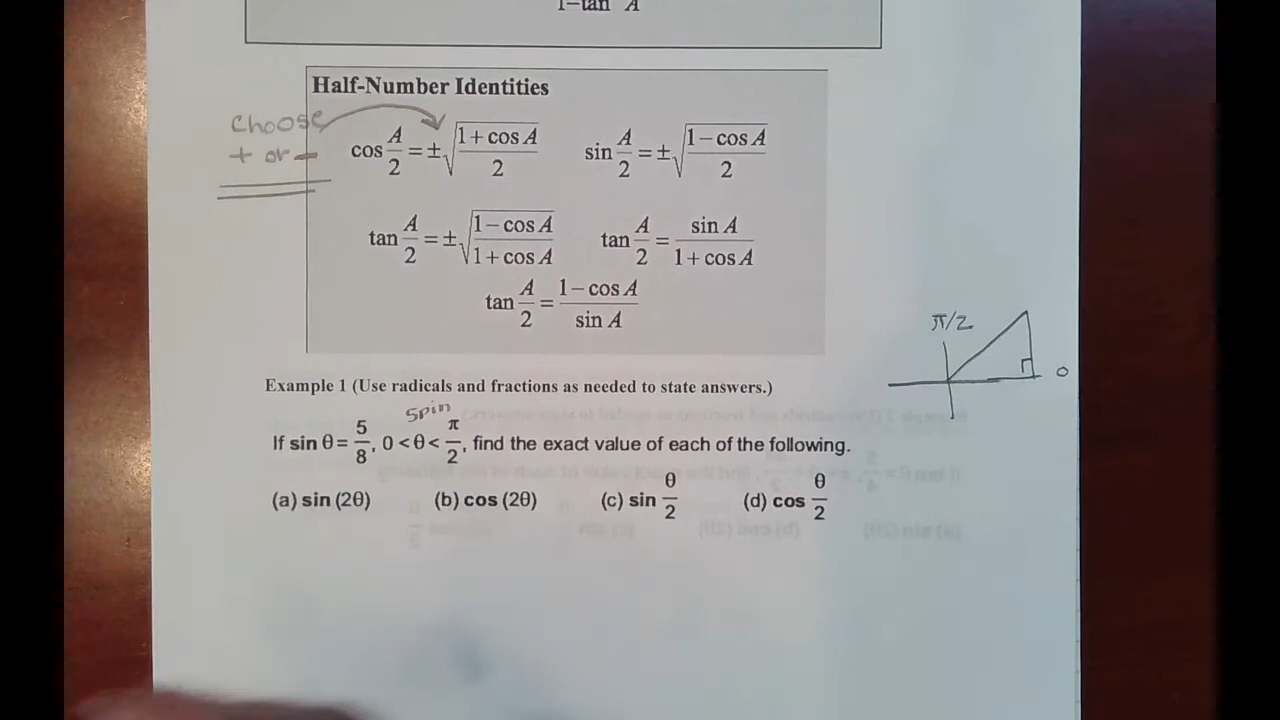 1−tan A
Half-Number Identities
Choose
+ or −
cos A/2 = ±√((1 + cos A)/2) sin A/2 = ±√((1 − cos A)/2)
tan A/2 = ±√((1 − cos A)/(1 + cos A)) tan A/2 = sin A/(1 + cos A)
tan A/2 = (1 − cos A)/sin A
π/2
0
Example 1 (Use radicals and fractions as needed to state answers.)
spin
If sin θ = 5/8, 0 < θ < π/2, find the exact value of each of the following.
(a) sin (2θ) (b) cos (2θ) (c) sin θ/2 (d) cos θ/2